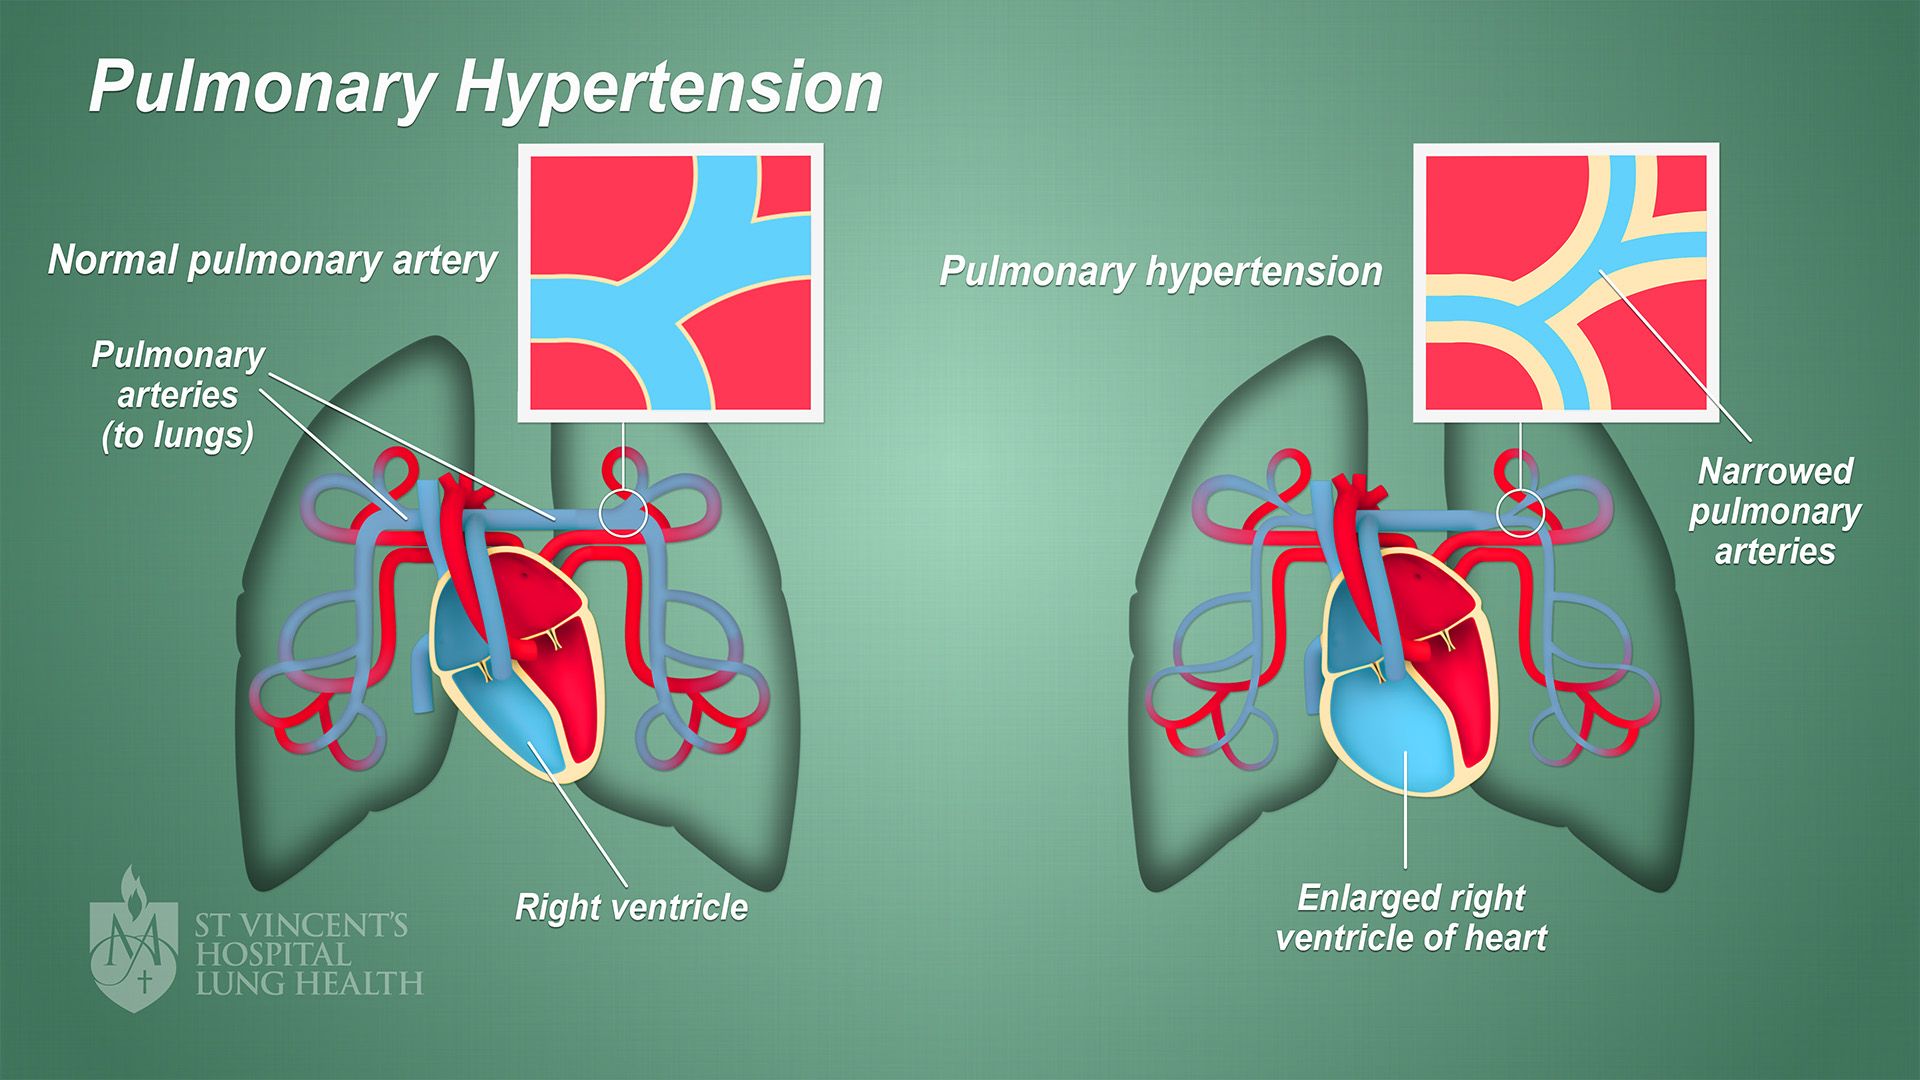 Pulmonary Hypertension
Normal pulmonary artery
Pulmonary
arteries
(to lungs)
Right ventricle
Pulmonary hypertension
Narrowed
pulmonary
arteries
Enlarged right
ventricle of heart
ST VINCENT'S
HOSPITAL
LUNG HEALTH